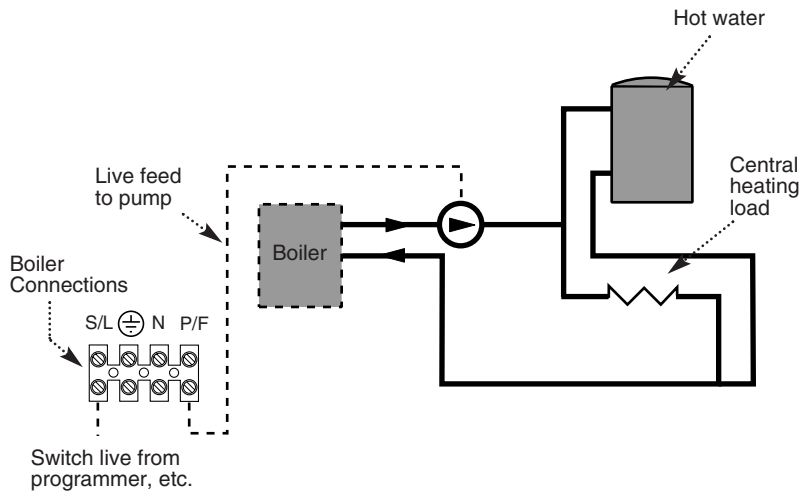 Hot water
Live feed
to pump
Central
heating
load
Boiler
Boiler
Connections
S/L N P/F
Switch live from
programmer, etc.